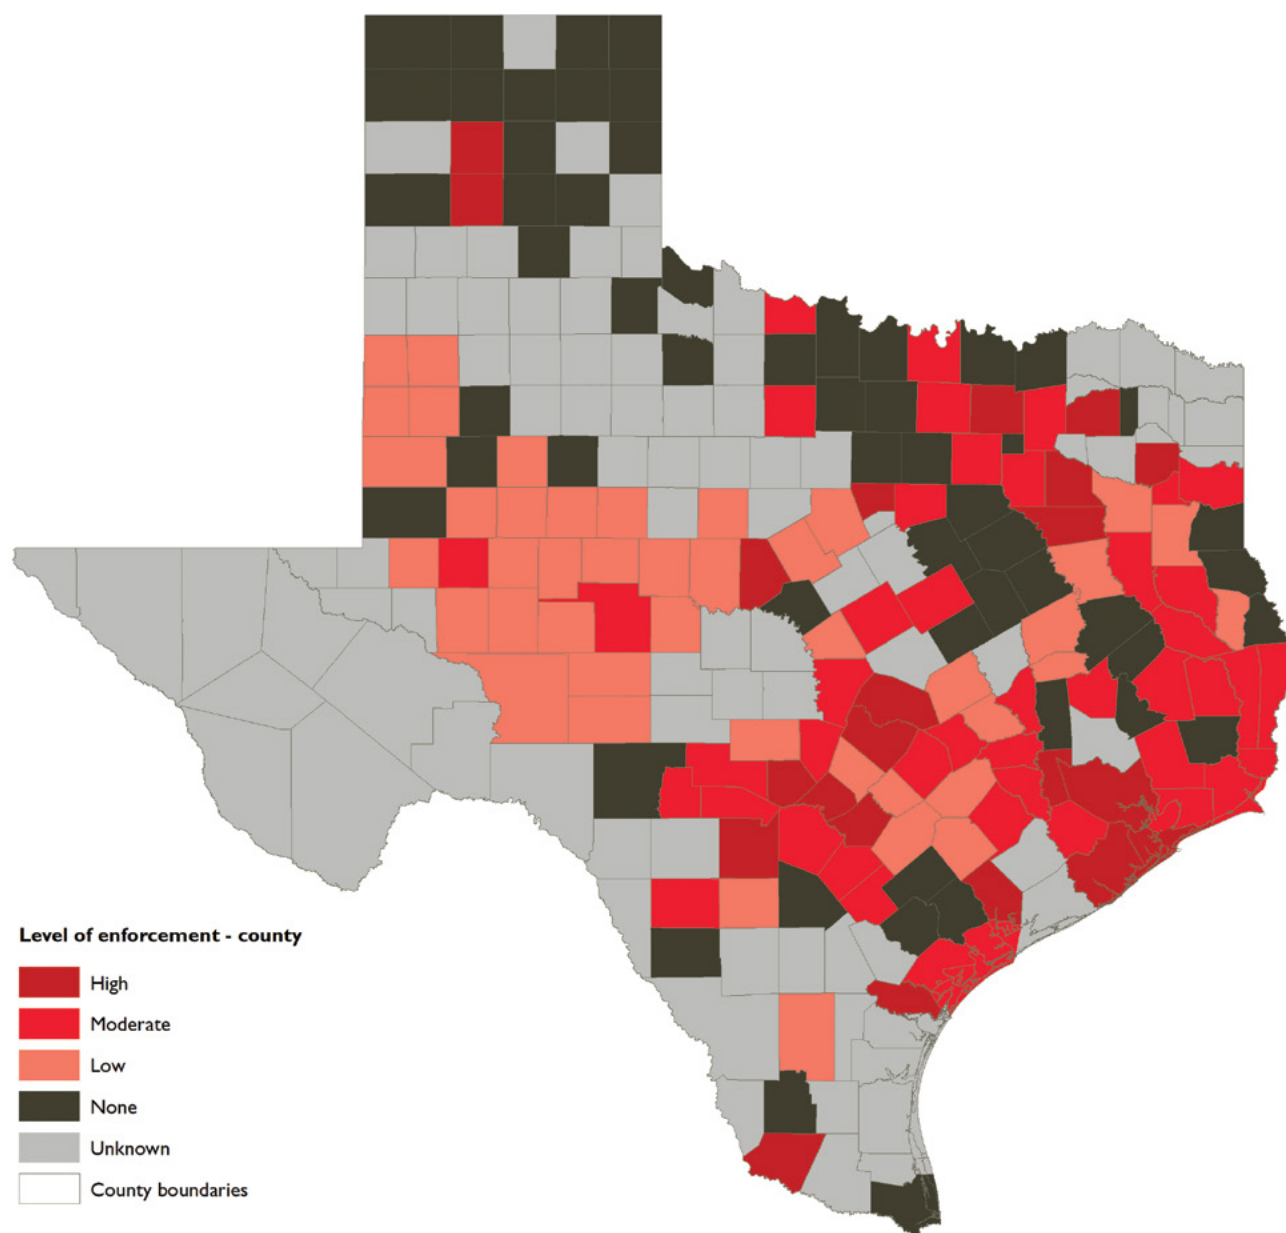 Level of enforcement - county
High
Moderate
Low
None
Unknown
County boundaries